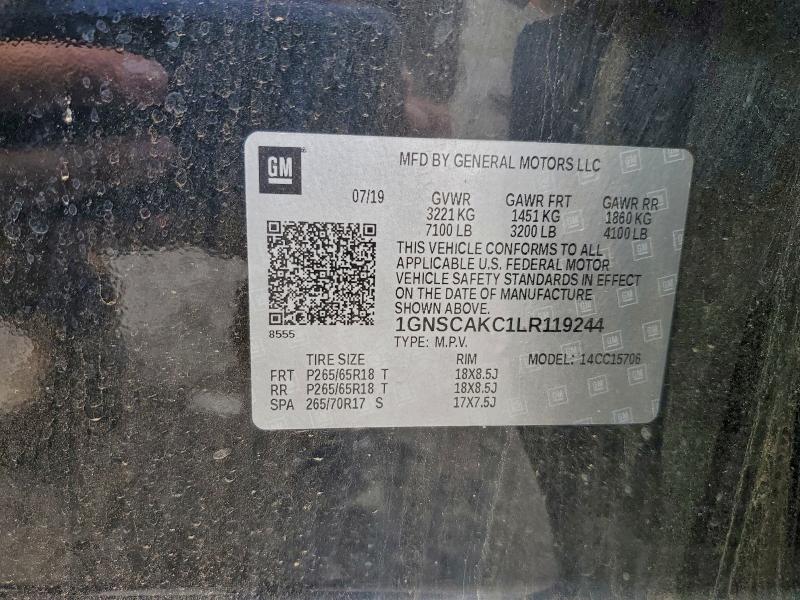 GM
MFD BY GENERAL MOTORS LLC
07/19 GVWR GAWR FRT GAWR RR
3221 KG 1451 KG 1860 KG
7100 LB 3200 LB 4100 LB
THIS VEHICLE CONFORMS TO ALL
APPLICABLE U.S. FEDERAL MOTOR
VEHICLE SAFETY STANDARDS IN EFFECT
ON THE DATE OF MANUFACTURE
SHOWN ABOVE.
8555
1GNSCAKC1LR119244
TYPE: M.P.V. MODEL: 14CC15706
TIRE SIZE RIM
FRT P265/65R18 T 18X8.5J
RR P265/65R18 T 18X8.5J
SPA 265/70R17 S 17X7.5J